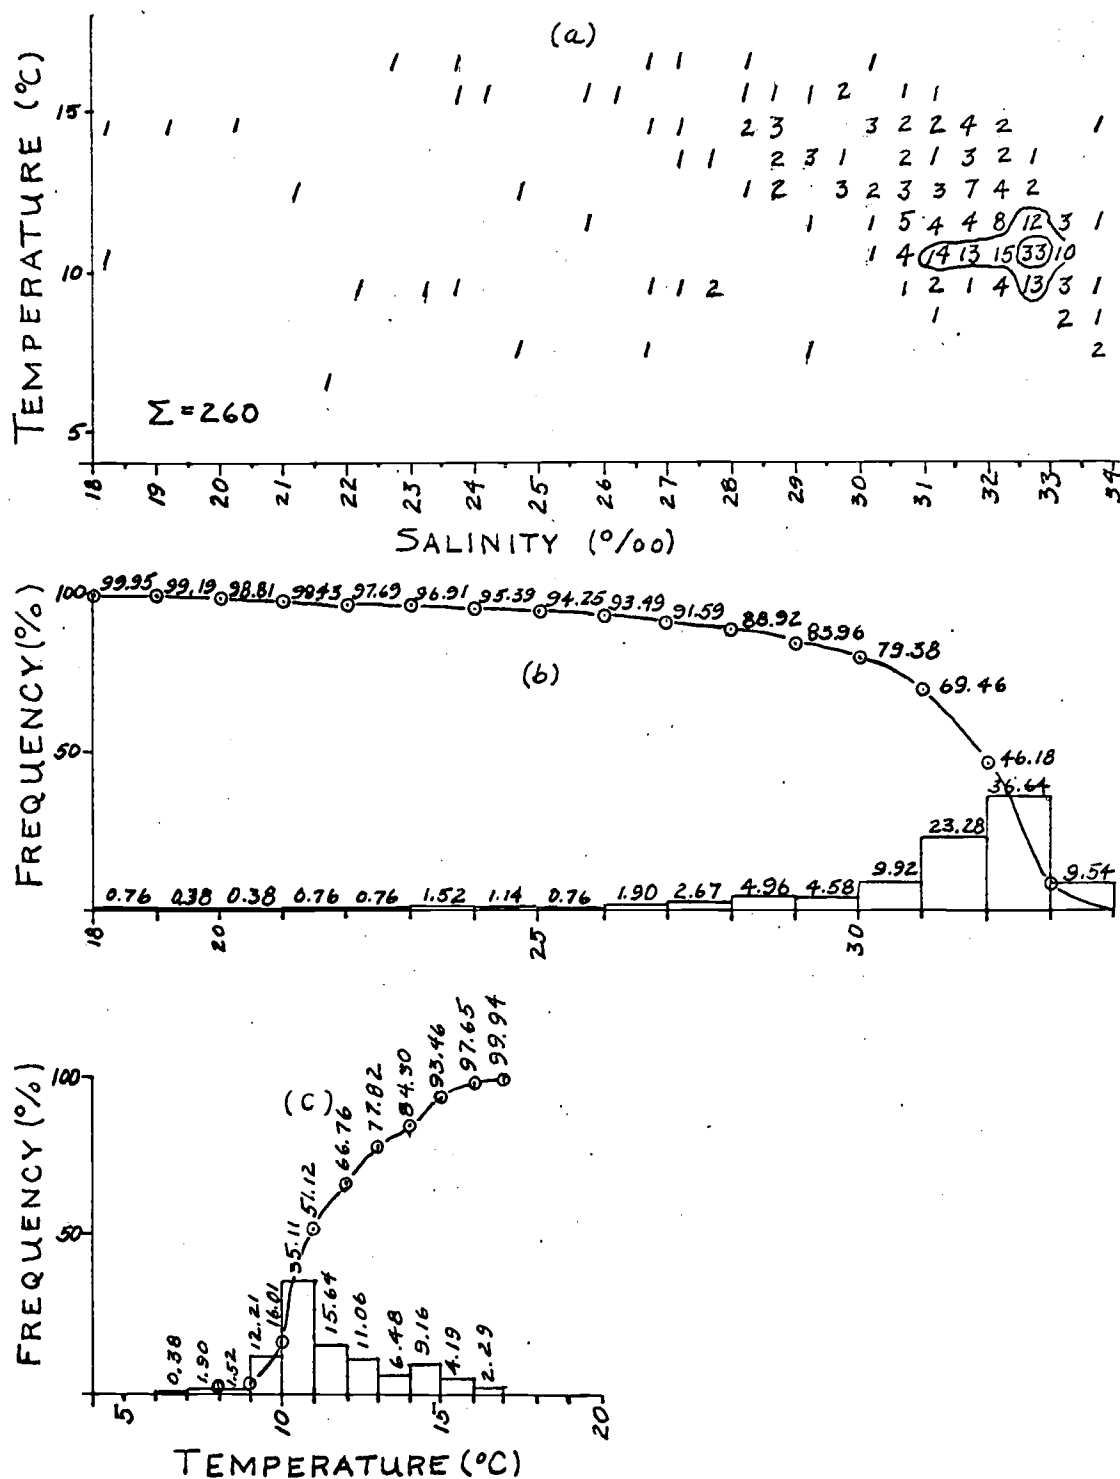 (a)
TEMPERATURE (°C)
1 1 1 1 1 1
1 1 1 1 1 1 1 2 1 1
15
1 1 1 1 1 2 3 3 2 2 4 2 1
1 1 2 3 1 2 1 3 2 1
1 1 1 2 3 2 3 3 7 4 2
1 1 1 5 4 4 8 12 3 1
1 1 4 14 13 15 33 10
10
1 1 1 1 1 2 1 2 1 4 13 3 1
1 2 1
1 1 1 2
1
Σ=260
5
18 19 20 21 22 23 24 25 26 27 28 29 30 31 32 33 34
SALINITY (°/oo)
FREQUENCY (%)
100 99.95 99.19 98.81 98.43 97.69 96.91 95.39 94.25 93.49 91.59 88.92 83.96 79.38 69.46 46.18
(b)
50
36.64
0.76 0.38 0.38 0.76 0.76 1.52 1.14 0.76 1.90 2.67 4.96 4.58 9.92 23.28 9.54
18 20 25 30
FREQUENCY (%)
100
(c)
50
51.12 66.76 77.82 84.30 93.46 97.65 99.94
0.38 1.90 1.52 12.21 16.01 35.11 15.64 11.06 6.48 9.16 4.19 2.29
5 10 15 20
TEMPERATURE (°C)